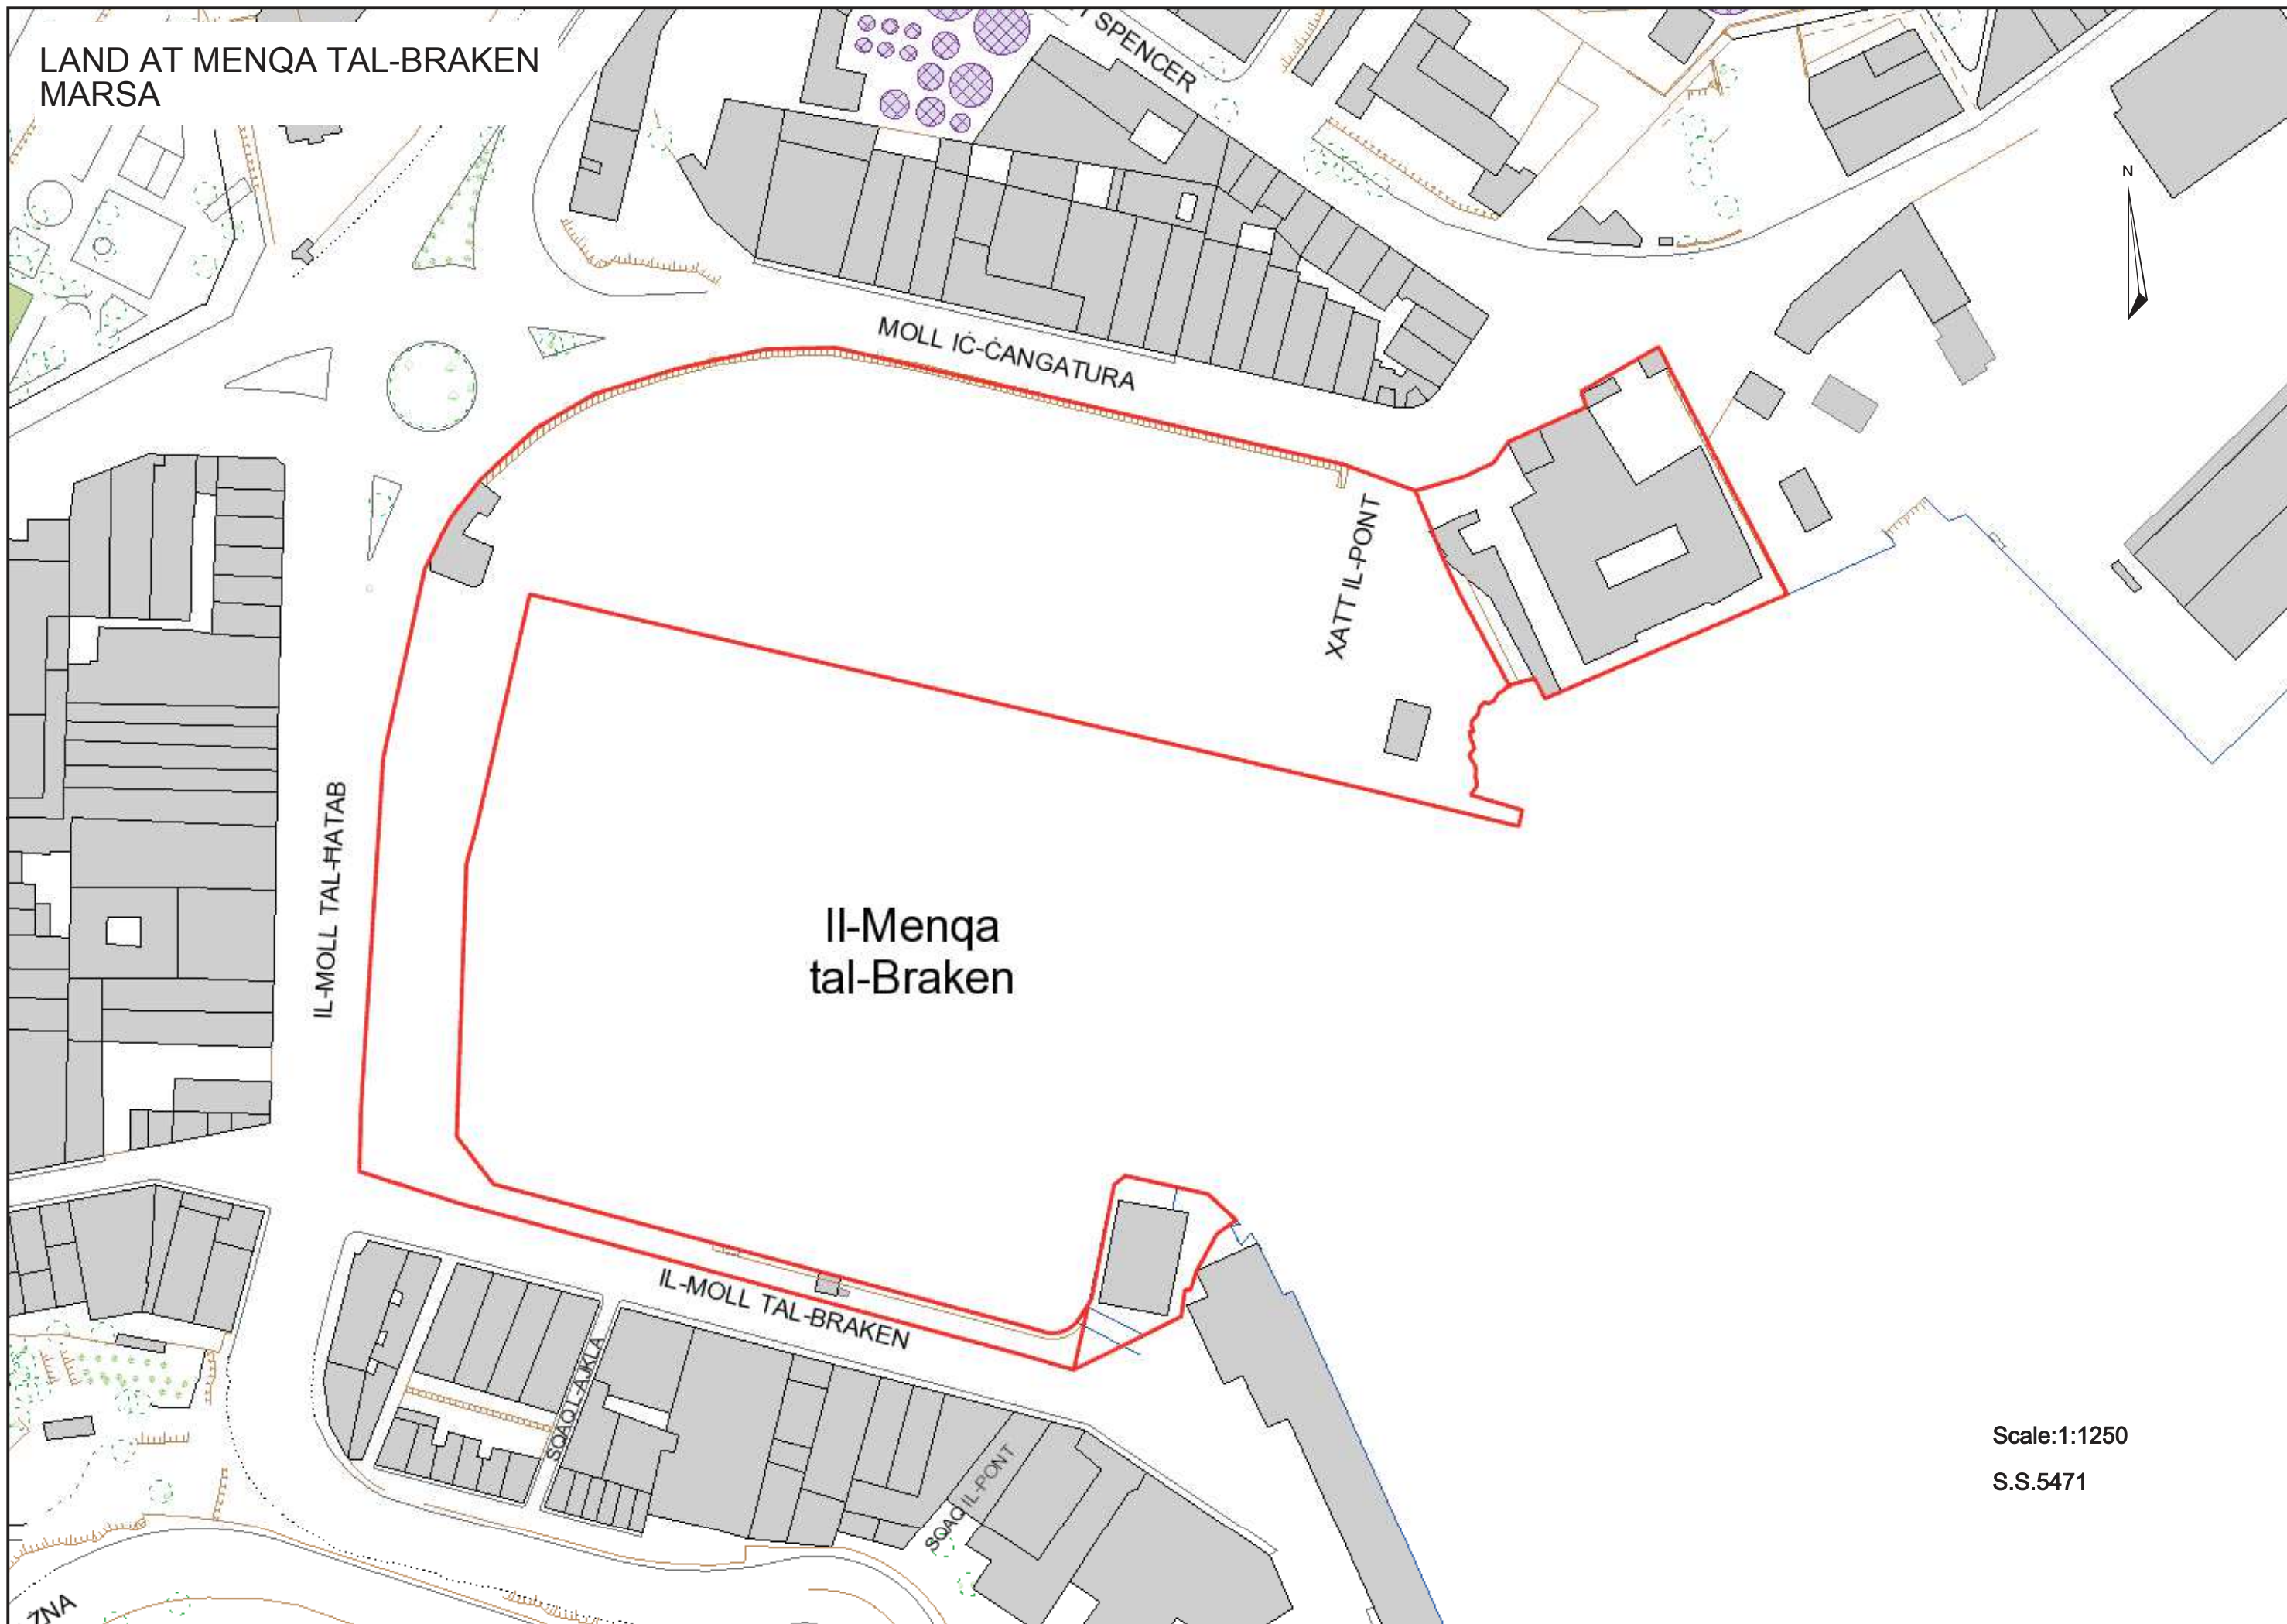 LAND AT MENQA TAL-BRAKEN
MARSA
SPENCER
N
MOLL IĊ-ĊANGATURA
XATT IL-PONT
IL-MOLL TAL-ĦATAB
Il-Menqa
tal-Braken
IL-MOLL TAL-BRAKEN
SQAQ L-AJKLA
SQAQ IL-PONT
Scale:1:1250
S.S.5471
ŻNA